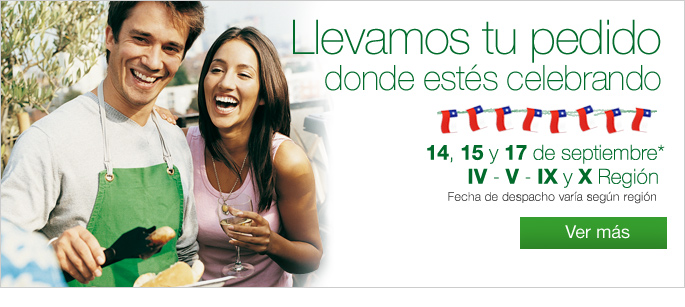 Llevamos tu pedido
donde estés celebrando
14, 15 y 17 de septiembre*
IV - V - IX y X Región
Fecha de despacho varía según región
Ver más